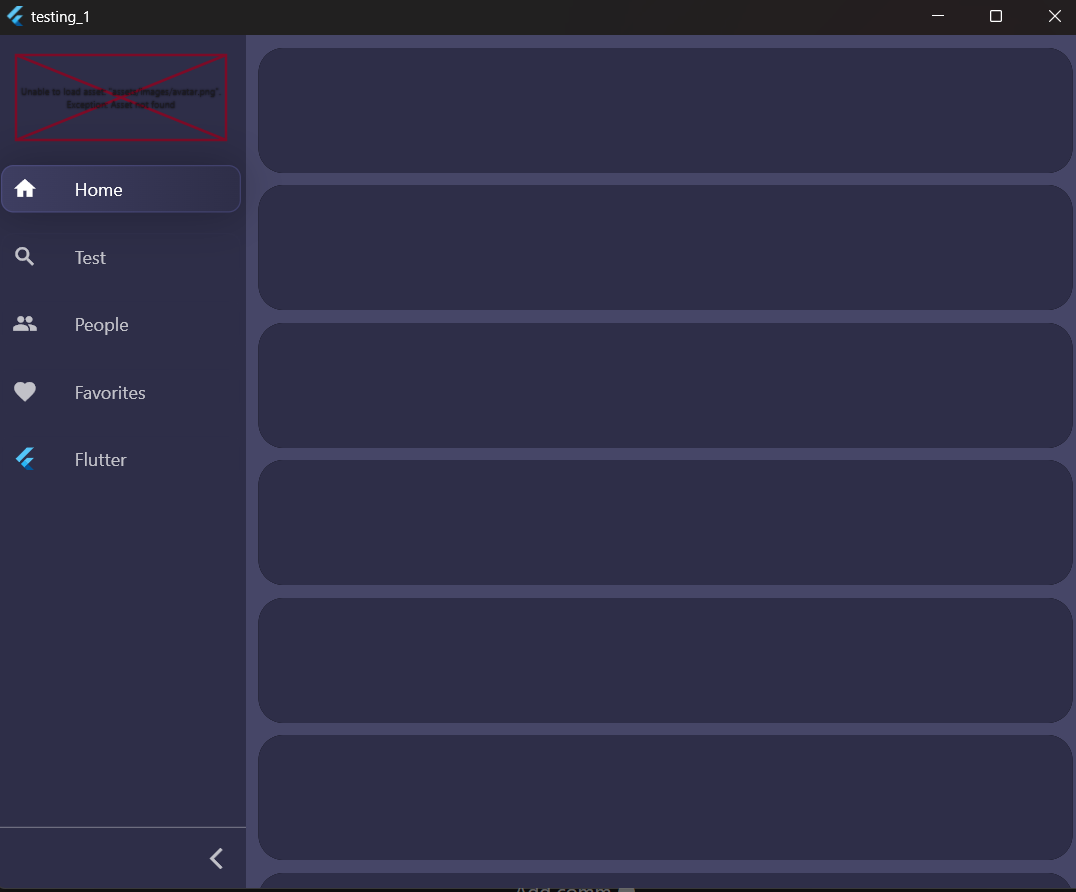 testing_1
Unable to load asset: "assets/images/avatar.png".
Exception: Asset not found
Home
Test
People
Favorites
Flutter
Add comm